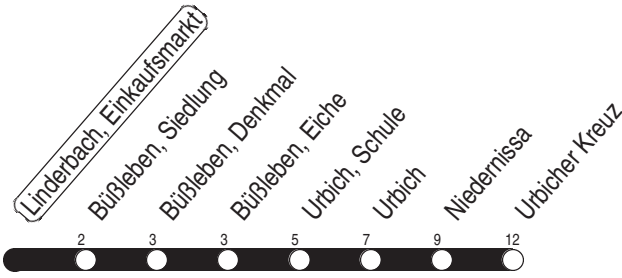 Linderbach, Einkaufsmarkt
Büßleben, Siedlung
Büßleben, Denkmal
Büßleben, Eiche
Urbich, Schule
Urbich
Niedernissa
Urbicher Kreuz
2 3 3 5 7 9 12